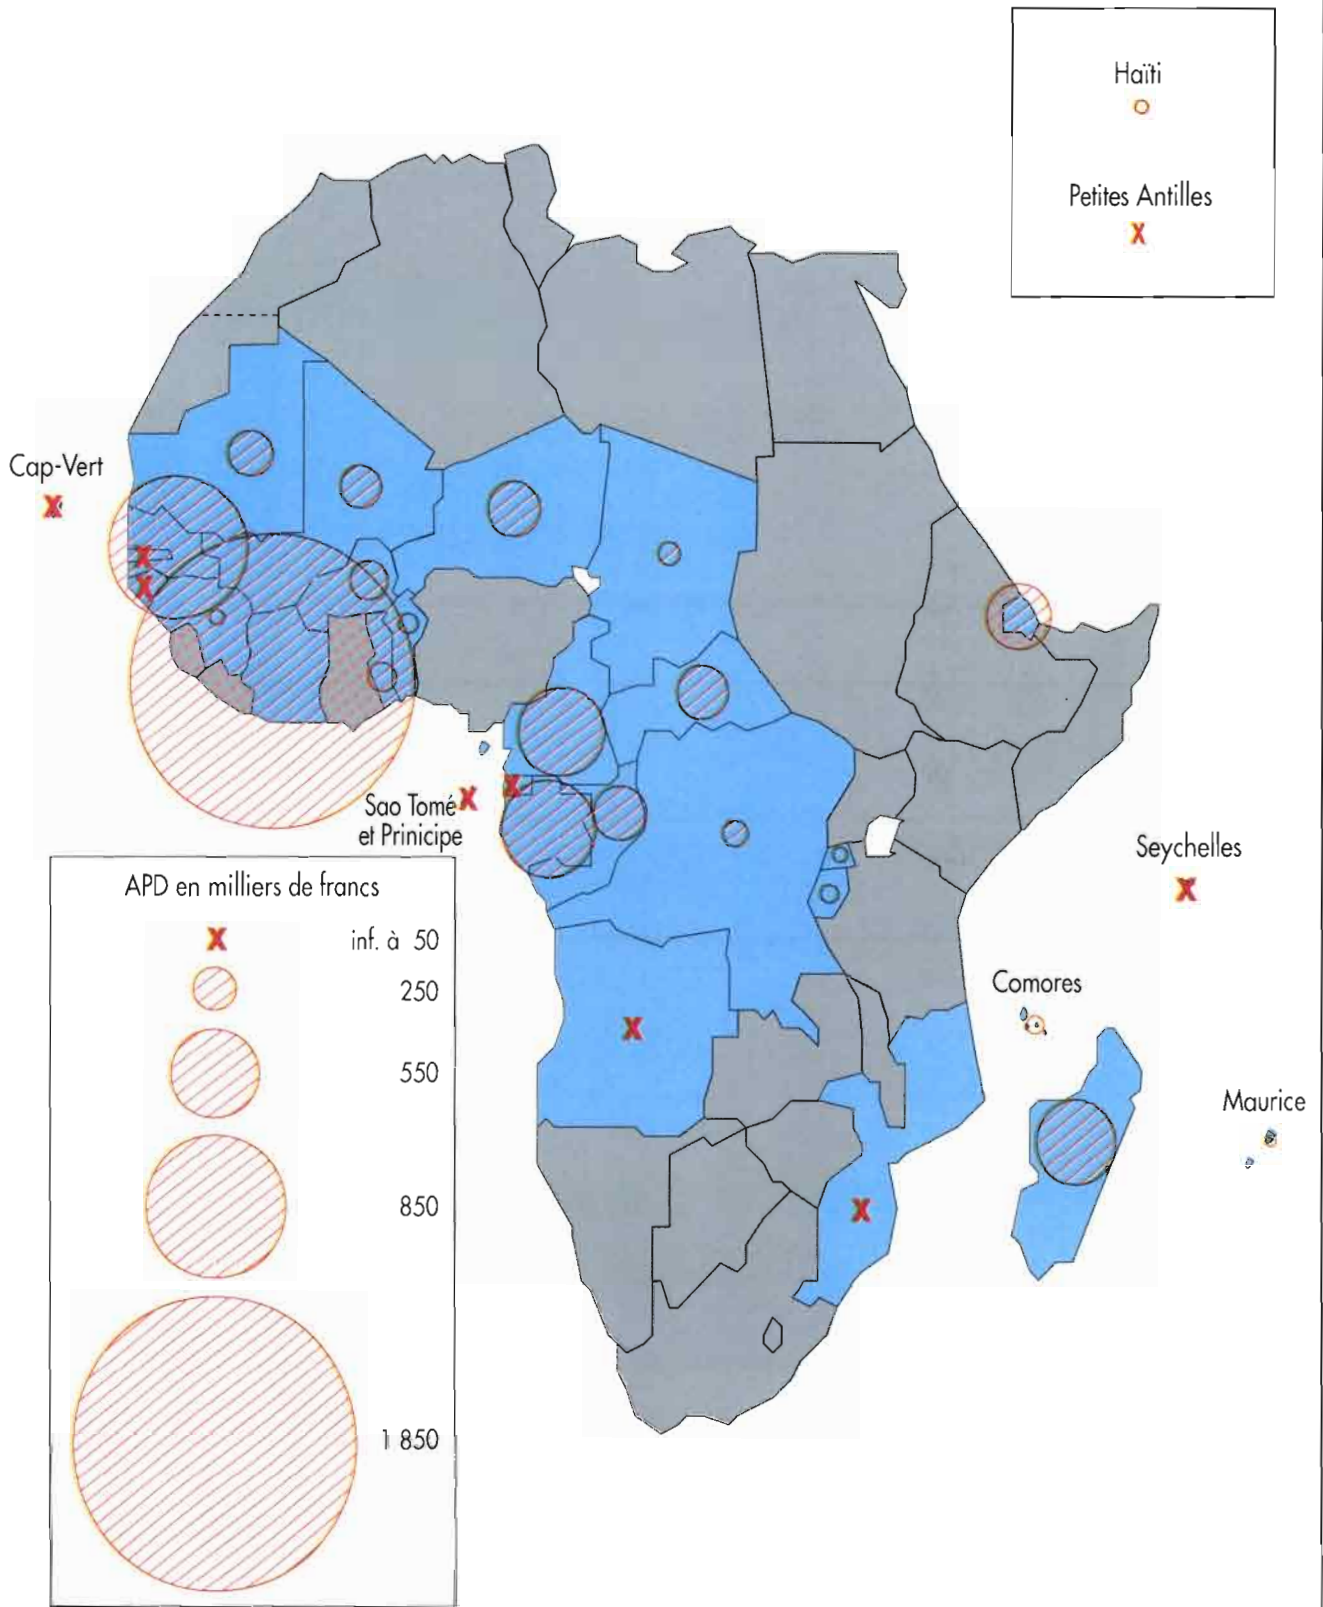 Haïti
Petites Antilles
X
Cap-Vert
X
X
X
X
X
Sao Tomé
et Prinicipe
Seychelles
X
APD en milliers de francs
X inf. à 50
250
550
850
1 850
Comores
X
Maurice
X